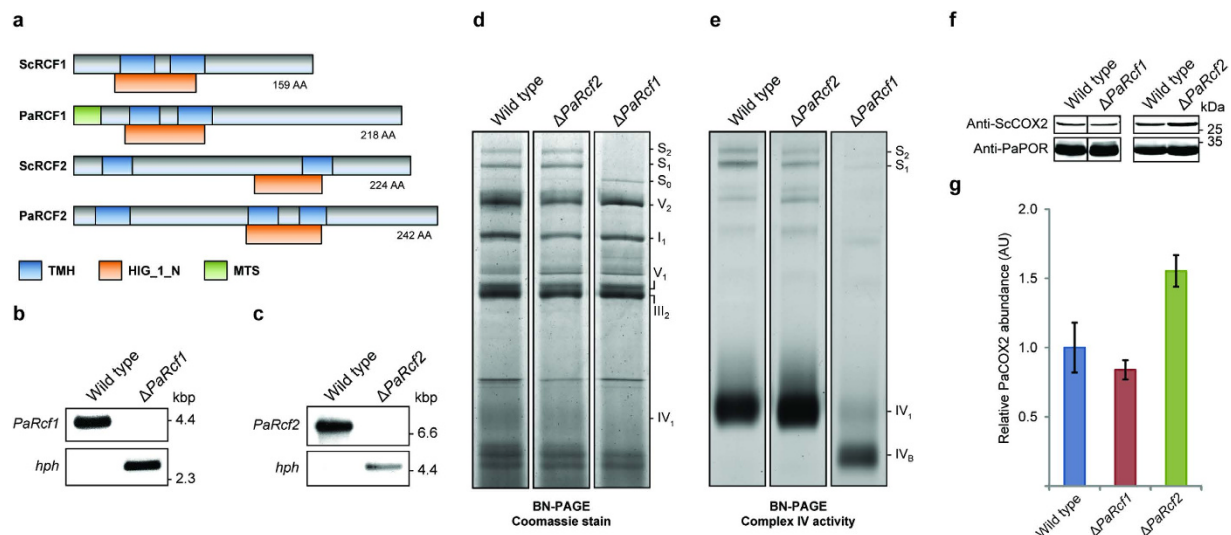 a
ScRCF1
159 AA
PaRCF1
218 AA
ScRCF2
224 AA
PaRCF2
242 AA
TMH HIG_1_N MTS
b
Wild type ΔPaRcf1
kbp
PaRcf1
4.4
hph
2.3
c
Wild type ΔPaRcf2
kbp
PaRcf2
6.6
hph
4.4
d
Wild type ΔPaRcf2 ΔPaRcf1
S₂
S₁
S₀
V₂
I₁
V₁
III₂
IV₁
BN-PAGE
Coomassie stain
e
Wild type ΔPaRcf2 ΔPaRcf1
S₂
S₁
IV₁
IV_B
BN-PAGE
Complex IV activity
f
Wild type ΔPaRcf1 Wild type ΔPaRcf2
kDa
Anti-ScCOX2
25
35
Anti-PaPOR
g
Relative PaCOX2 abundance (AU)
2.0
1.5
1.0
0.5
Wild type ΔPaRcf1 ΔPaRcf2